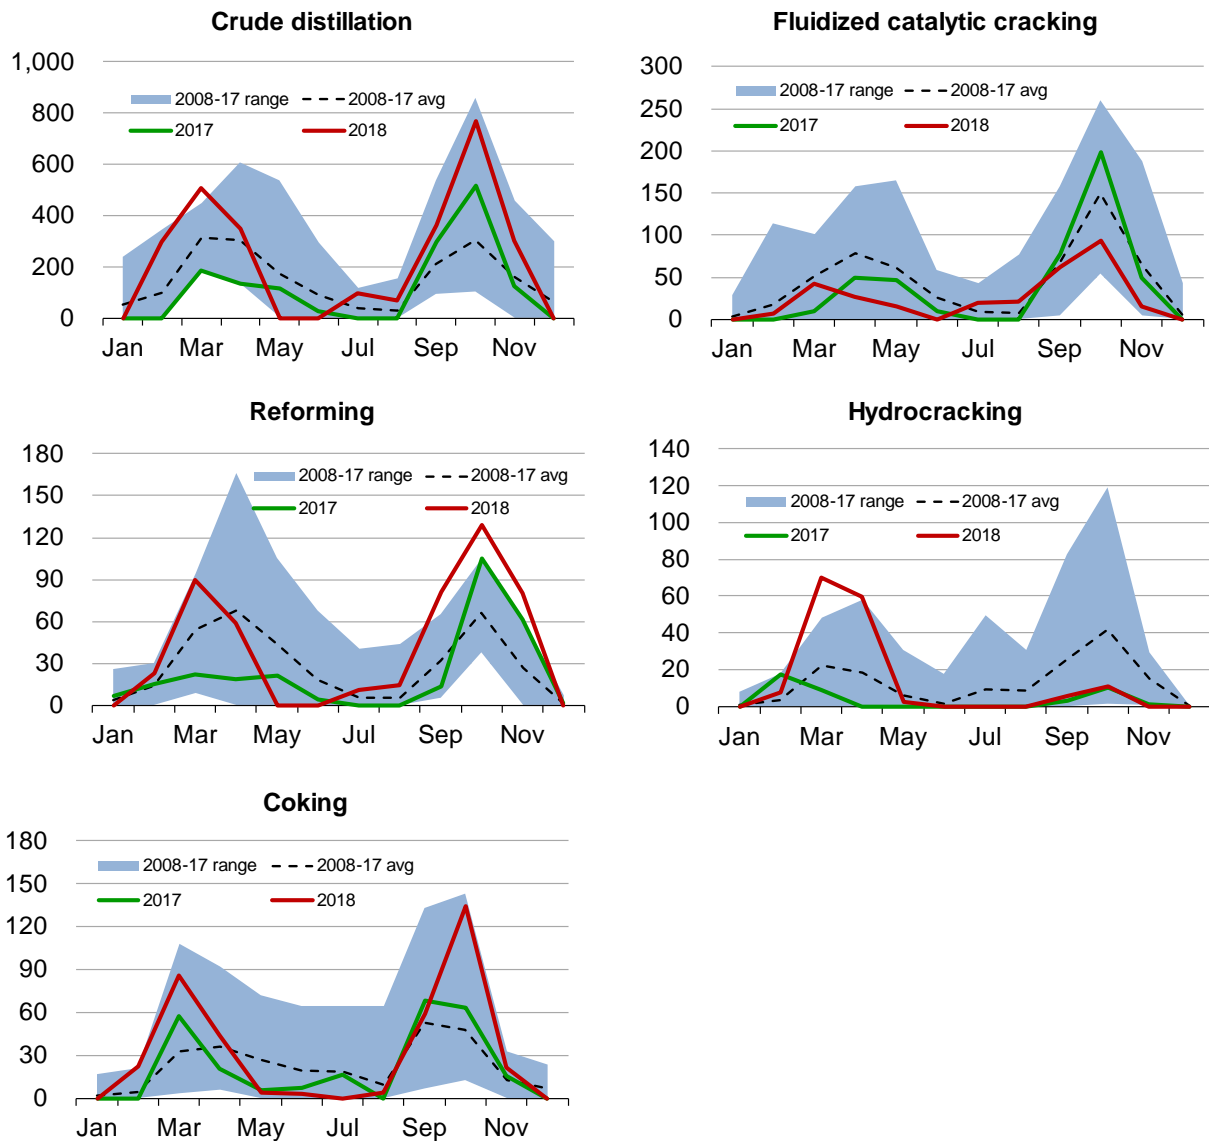 Crude distillation
1,000
800
600
400
200
0
2008-17 range
2008-17 avg
2017
2018
Jan Mar May Jul Sep Nov
Fluidized catalytic cracking
300
250
200
150
100
50
0
2008-17 range
2008-17 avg
2017
2018
Jan Mar May Jul Sep Nov
Reforming
180
150
120
90
60
30
0
2008-17 range
2008-17 avg
2017
2018
Jan Mar May Jul Sep Nov
Hydrocracking
140
120
100
80
60
40
20
0
2008-17 range
2008-17 avg
2017
2018
Jan Mar May Jul Sep Nov
Coking
180
150
120
90
60
30
0
2008-17 range
2008-17 avg
2017
2018
Jan Mar May Jul Sep Nov